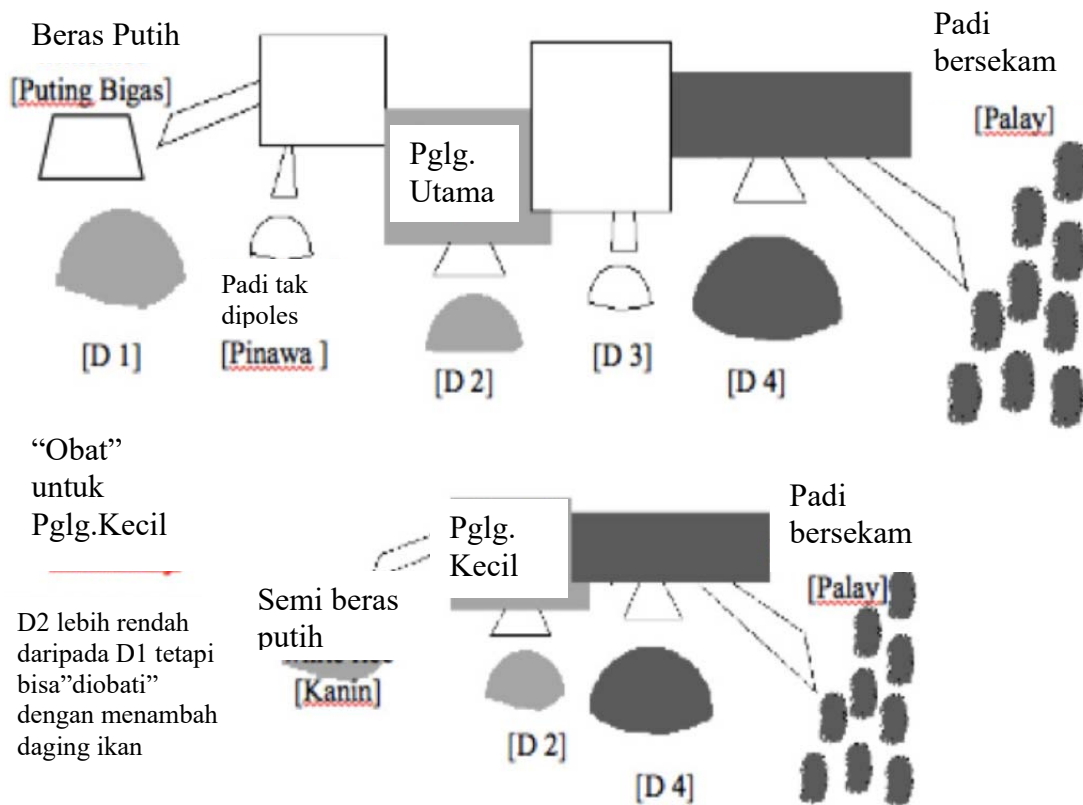 Beras Putih
[Puting Bigas]
Pglg.
Utama
Padi
bersekam
[Palay]
Padi tak
dipoles
[D 1]
[Pinawa ]
[D 2]
[D 3]
[D 4]
“Obat”
untuk
Pglg.Kecil
D2 lebih rendah
daripada D1 tetapi
bisa”diobati”
dengan menambah
daging ikan
Semi beras
putih
[Kanin]
Pglg.
Kecil
Padi
bersekam
[Palay]
[D 2]
[D 4]